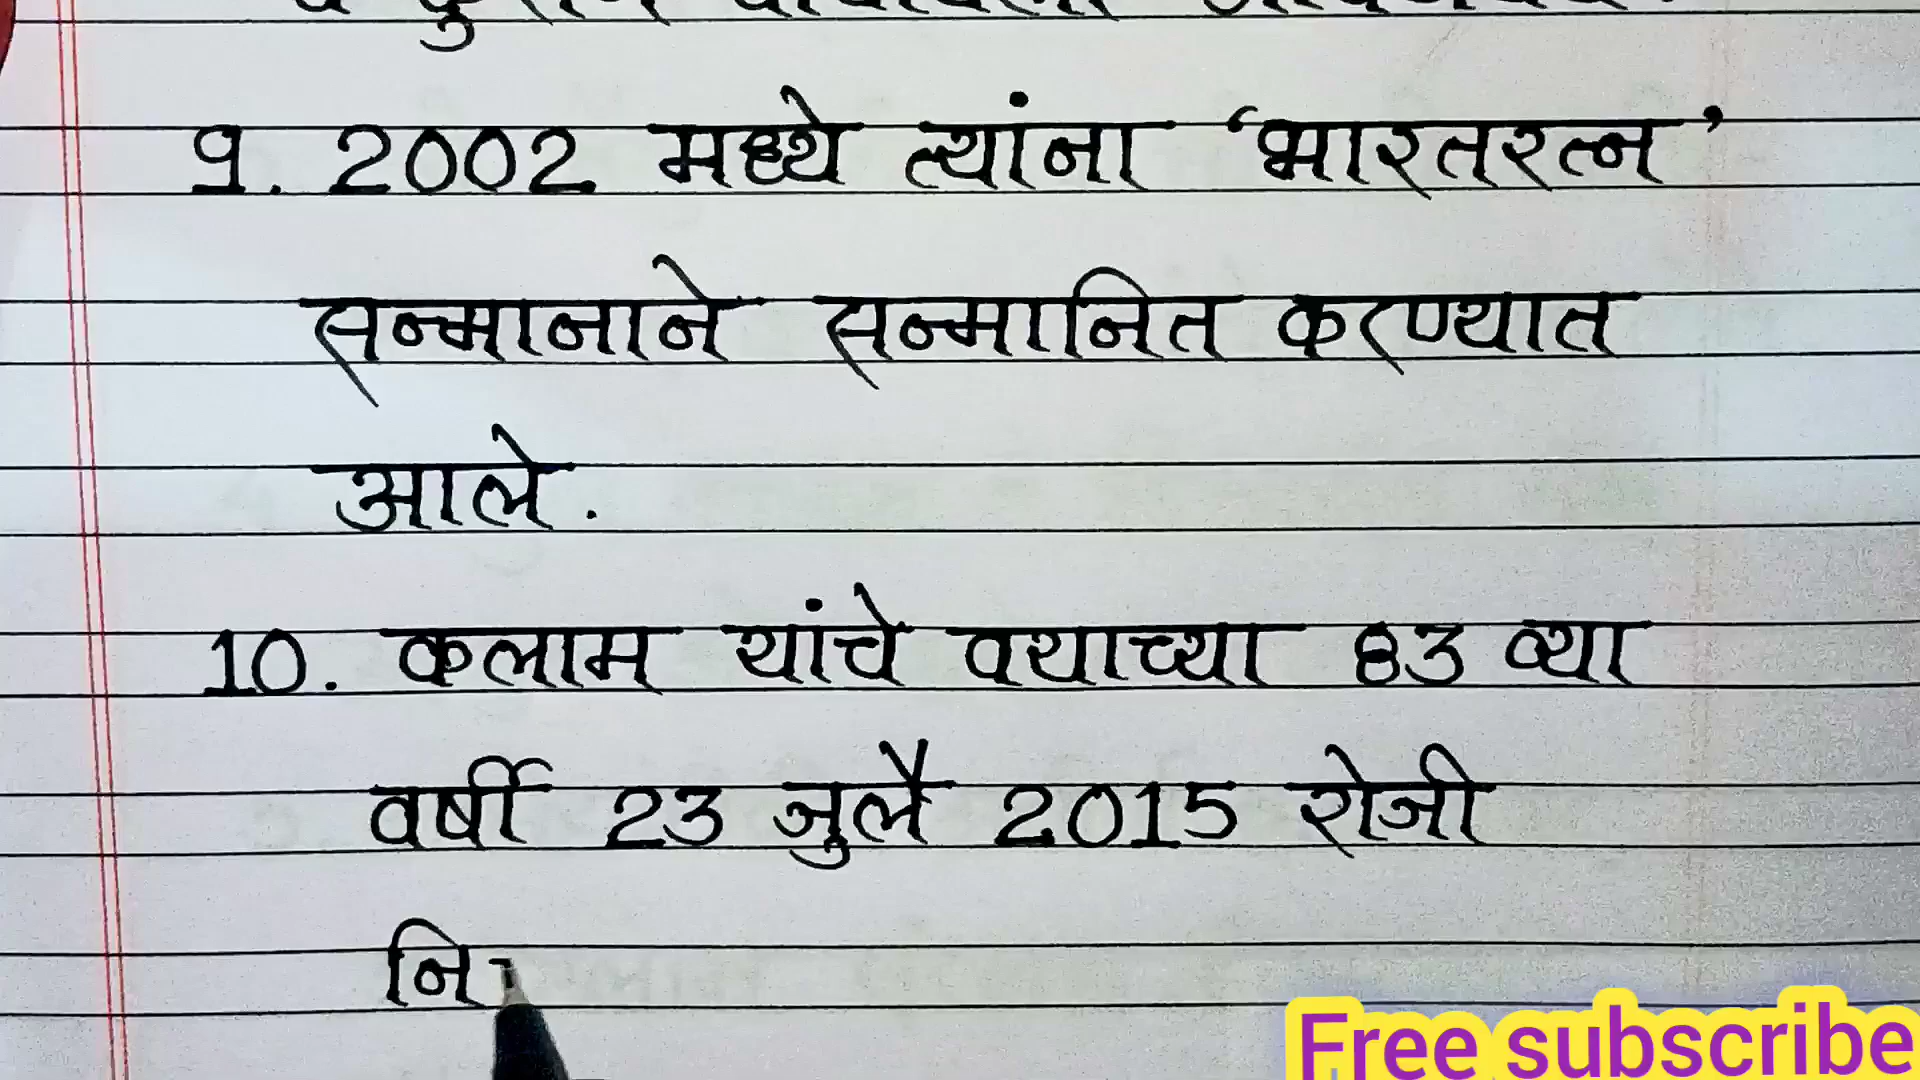 9. 2002 मध्ये त्यांना ‘भारतरत्न’
सन्मानाने सन्मानित करण्यात
आले.
10. कलाम यांचे वयाच्या 83 व्या
वर्षी 23 जुलै 2015 रोजी
नि
Free subscribe